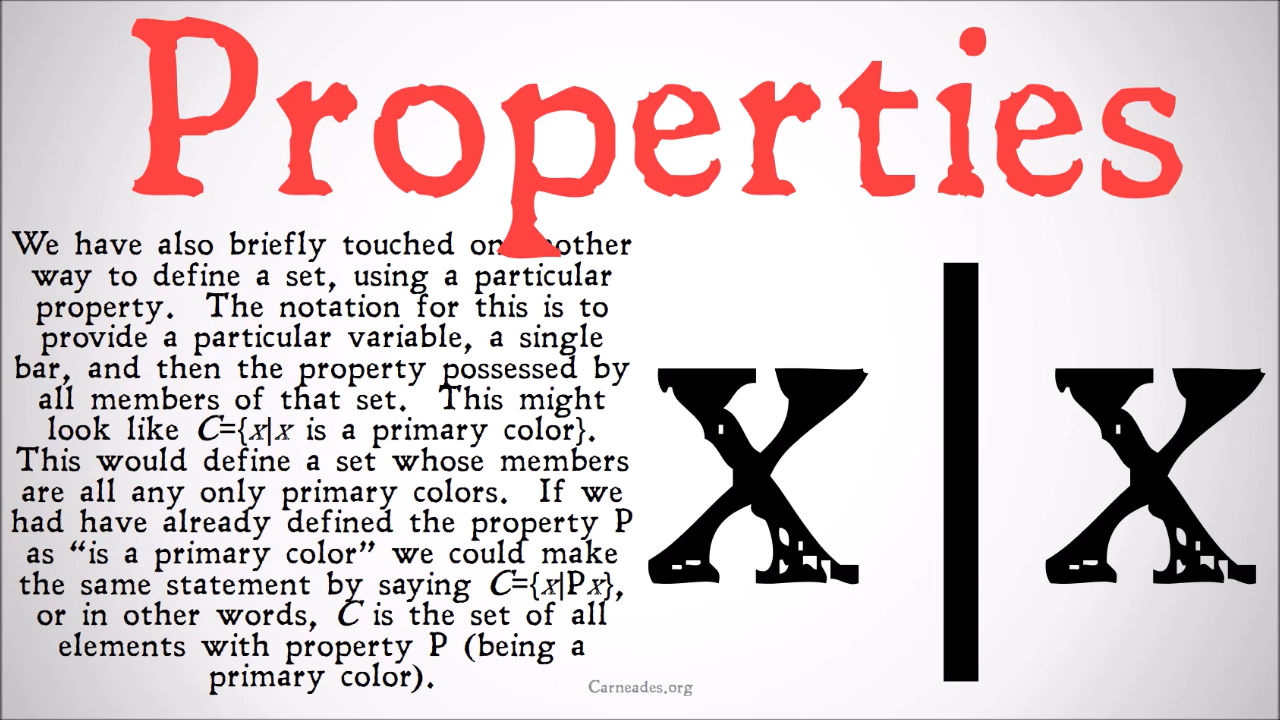 Properties
We have also briefly touched on another
way to define a set, using a particular
property. The notation for this is to
provide a particular variable, a single
bar, and then the property possessed by
all members of that set. This might
look like C={x|x is a primary color}.
This would define a set whose members
are all any only primary colors. If we
had have already defined the property P
as “is a primary color” we could make
the same statement by saying C={x|Px},
or in other words, C is the set of all
elements with property P (being a
primary color).
x | x
Carneades.org